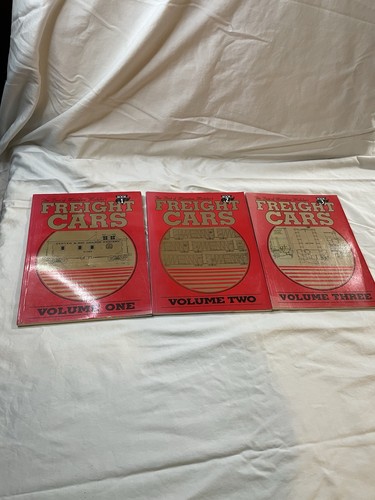 FREIGHT
CARS
VOLUME ONE
FREIGHT
CARS
VOLUME TWO
FREIGHT
CARS
VOLUME THREE